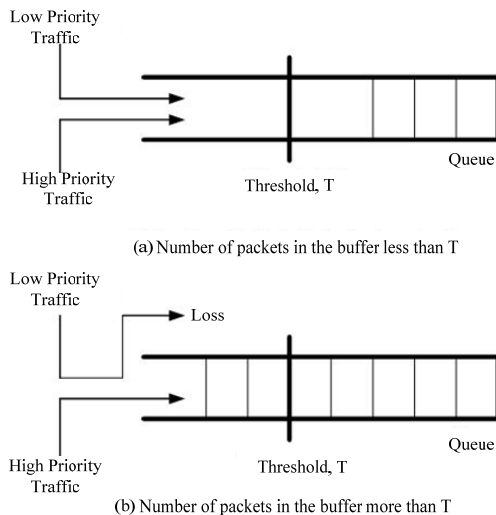 Low Priority
Traffic
High Priority
Traffic
Queue
Threshold, T
(a) Number of packets in the buffer less than T
Low Priority
Traffic
Loss
High Priority
Traffic
Queue
Threshold, T
(b) Number of packets in the buffer more than T